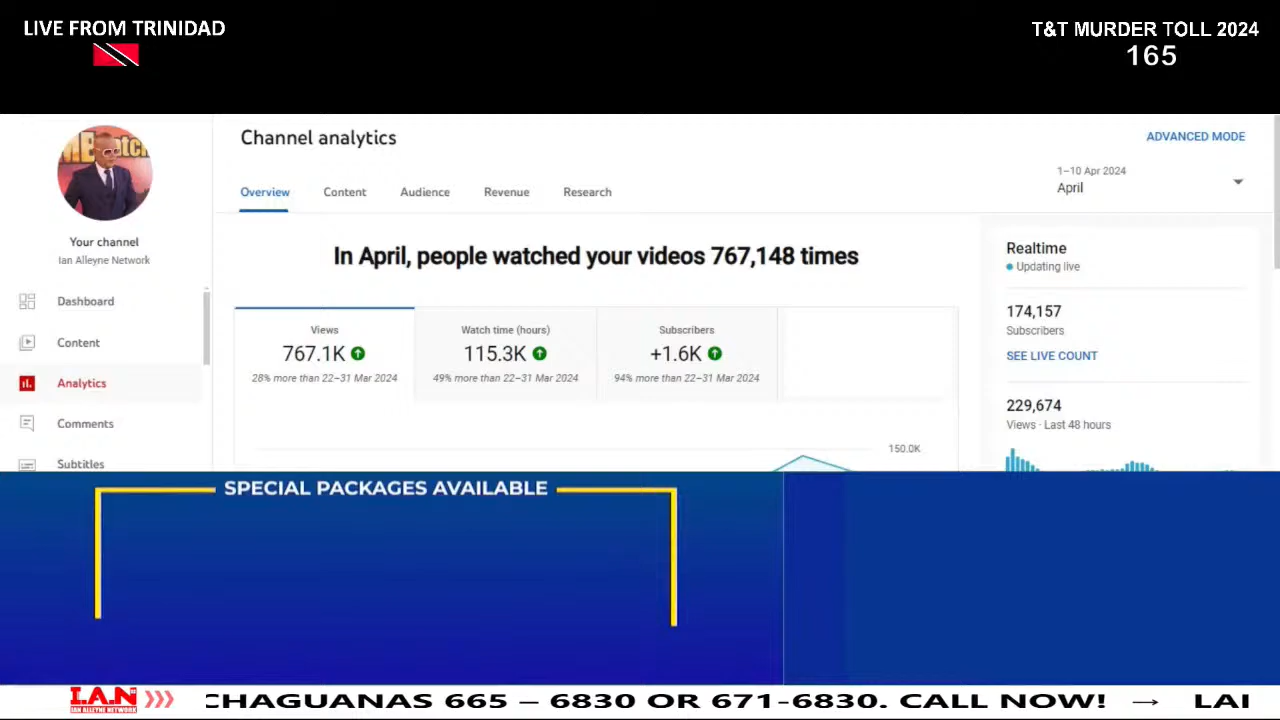 LIVE FROM TRINIDAD
T&T MURDER TOLL 2024
165
Channel analytics
ADVANCED MODE
1–10 Apr 2024
April
Overview
Content
Audience
Revenue
Research
Your channel
Ian Alleyne Network
Dashboard
Content
Analytics
Comments
Subtitles
In April, people watched your videos 767,148 times
Views
767.1K
28% more than 22–31 Mar 2024
Watch time (hours)
115.3K
49% more than 22–31 Mar 2024
Subscribers
+1.6K
94% more than 22–31 Mar 2024
150.0K
Realtime
Updating live
174,157
Subscribers
SEE LIVE COUNT
229,674
Views · Last 48 hours
SPECIAL PACKAGES AVAILABLE
I.A.N
IAN ALLEYNE NETWORK
CHAGUANAS 665 – 6830 OR 671-6830. CALL NOW! → LAI